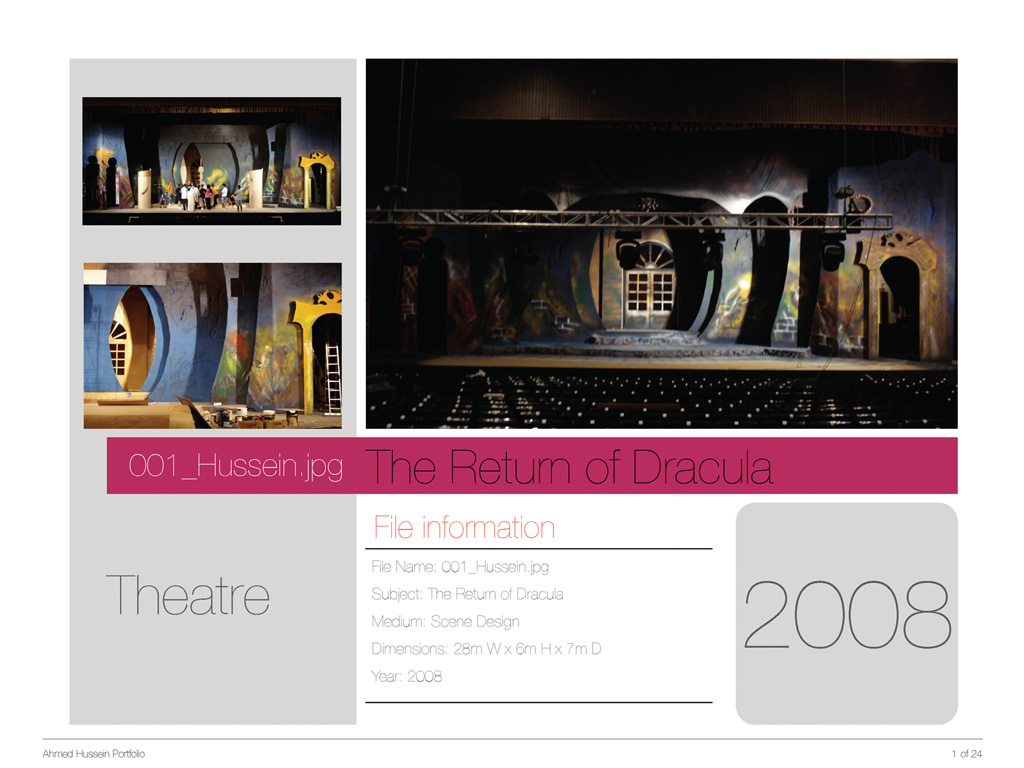 001_Hussein.jpg The Return of Dracula
File information
File Name: 001_Hussein.jpg
Subject: The Return of Dracula
Medium: Scene Design
Dimensions: 28m W x 6m H x 7m D
Year: 2008
Theatre
2008
Ahmed Hussein Portfolio 1 of 24